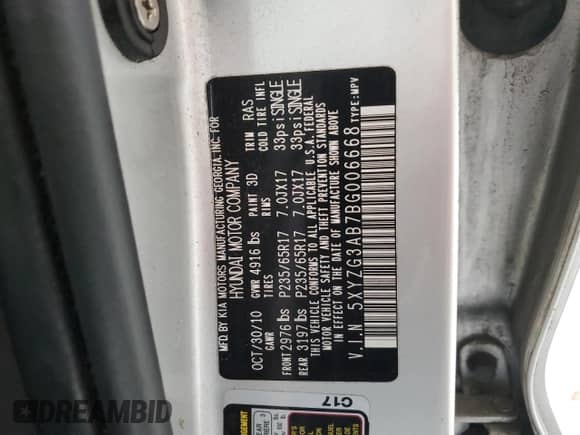 MFD BY KIA MOTORS MANUFACTURING GEORGIA, INC. FOR
HYUNDAI MOTOR COMPANY
OCT/30/10 GVWR 4916 lbs PAINT 3D TRIM RAS
GAWR TIRES RIMS COLD TIRE INFL
FRONT 2976 lbs P235/65R17 7.0JX17 33psi SINGLE
REAR 3197 lbs P235/65R17 7.0JX17 33psi SINGLE
THIS VEHICLE CONFORMS TO ALL APPLICABLE U.S.A. FEDERAL
MOTOR VEHICLE SAFETY AND THEFT PREVENTION STANDARDS
IN EFFECT ON THE DATE OF MANUFACTURE SHOWN ABOVE
V.I.N 5XYZG3AB7BG006668 TYPE:MPV
C17
DREAMBID